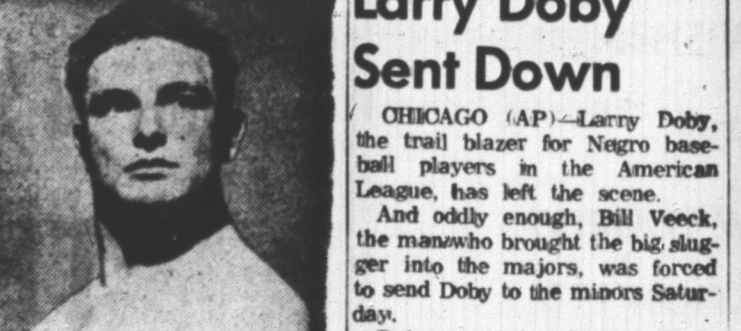 Larry Doby
Sent Down
CHICAGO (AP)—Larry Doby,
the trail blazer for Negro base-
ball players in the American
League, has left the scene.
And oddly enough, Bill Veeck,
the man who brought the big slug-
ger into the majors, was forced
to send Doby to the minors Satur-
day.